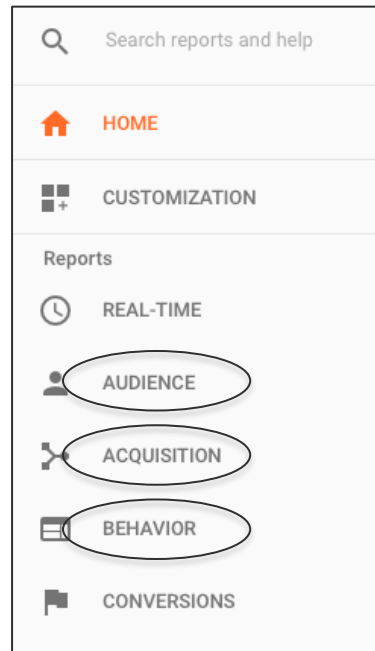 Search reports and help
HOME
CUSTOMIZATION
Reports
REAL-TIME
AUDIENCE
ACQUISITION
BEHAVIOR
CONVERSIONS